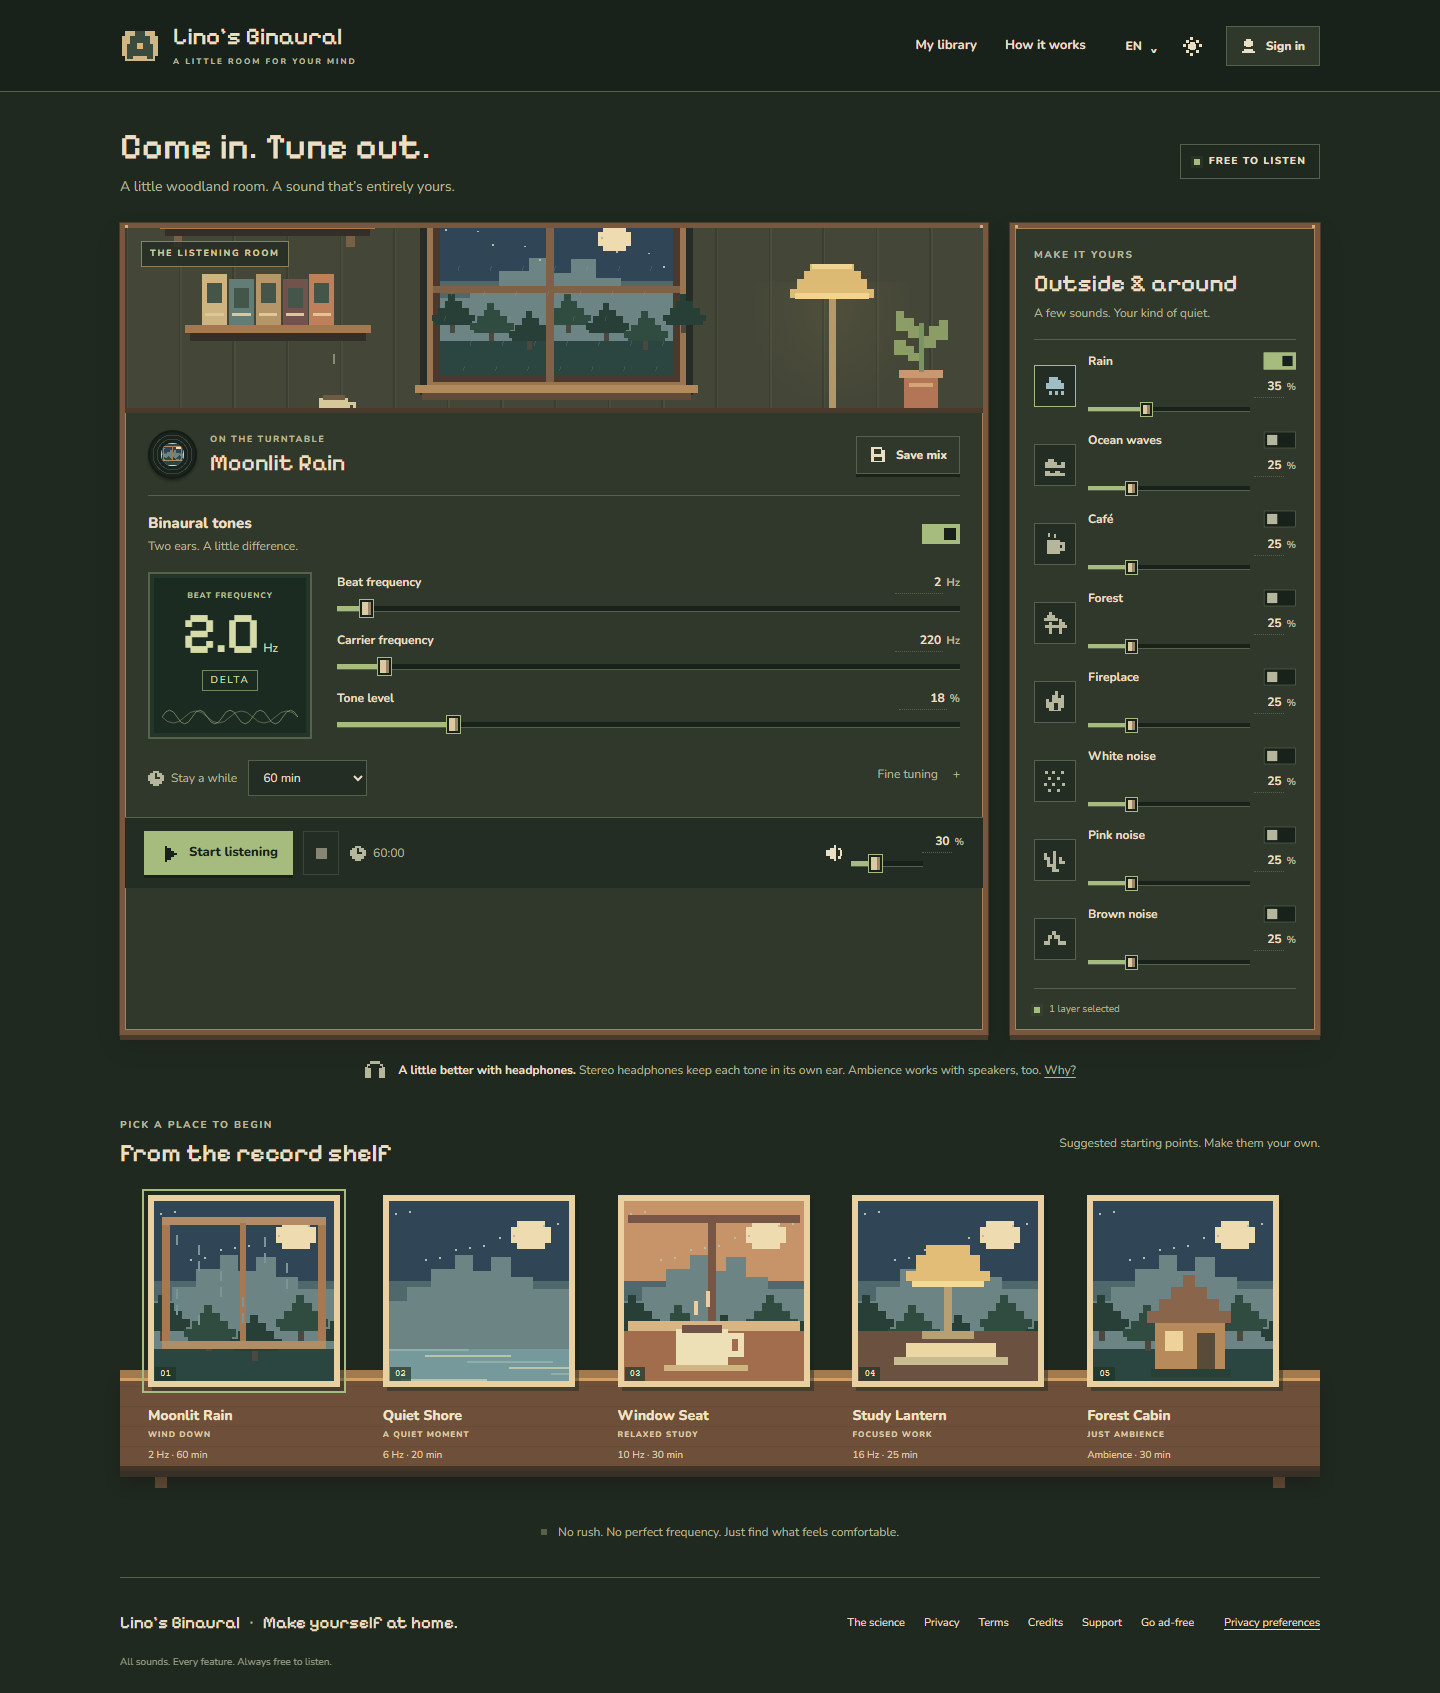 Lino's Binaural
A LITTLE ROOM FOR YOUR MIND
My library
How it works
EN
Sign in
Come in. Tune out.
A little woodland room. A sound that's entirely yours.
FREE TO LISTEN
THE LISTENING ROOM
ON THE TURNTABLE
Moonlit Rain
Save mix
Binaural tones
Two ears. A little difference.
BEAT FREQUENCY
2.0 Hz
DELTA
Beat frequency
2 Hz
Carrier frequency
220 Hz
Tone level
18 %
Stay a while
60 min
Fine tuning +
Start listening
60:00
30 %
MAKE IT YOURS
Outside & around
A few sounds. Your kind of quiet.
Rain
35 %
Ocean waves
25 %
Café
25 %
Forest
25 %
Fireplace
25 %
White noise
25 %
Pink noise
25 %
Brown noise
25 %
1 layer selected
A little better with headphones. Stereo headphones keep each tone in its own ear. Ambience works with speakers, too. Why?
PICK A PLACE TO BEGIN
From the record shelf
Suggested starting points. Make them your own.
01
Moonlit Rain
WIND DOWN
2 Hz · 60 min
02
Quiet Shore
A QUIET MOMENT
6 Hz · 20 min
03
Window Seat
RELAXED STUDY
10 Hz · 30 min
04
Study Lantern
FOCUSED WORK
16 Hz · 25 min
05
Forest Cabin
JUST AMBIENCE
Ambience · 30 min
No rush. No perfect frequency. Just find what feels comfortable.
Lino's Binaural · Make yourself at home.
The science
Privacy
Terms
Credits
Support
Go ad-free
Privacy preferences
All sounds. Every feature. Always free to listen.